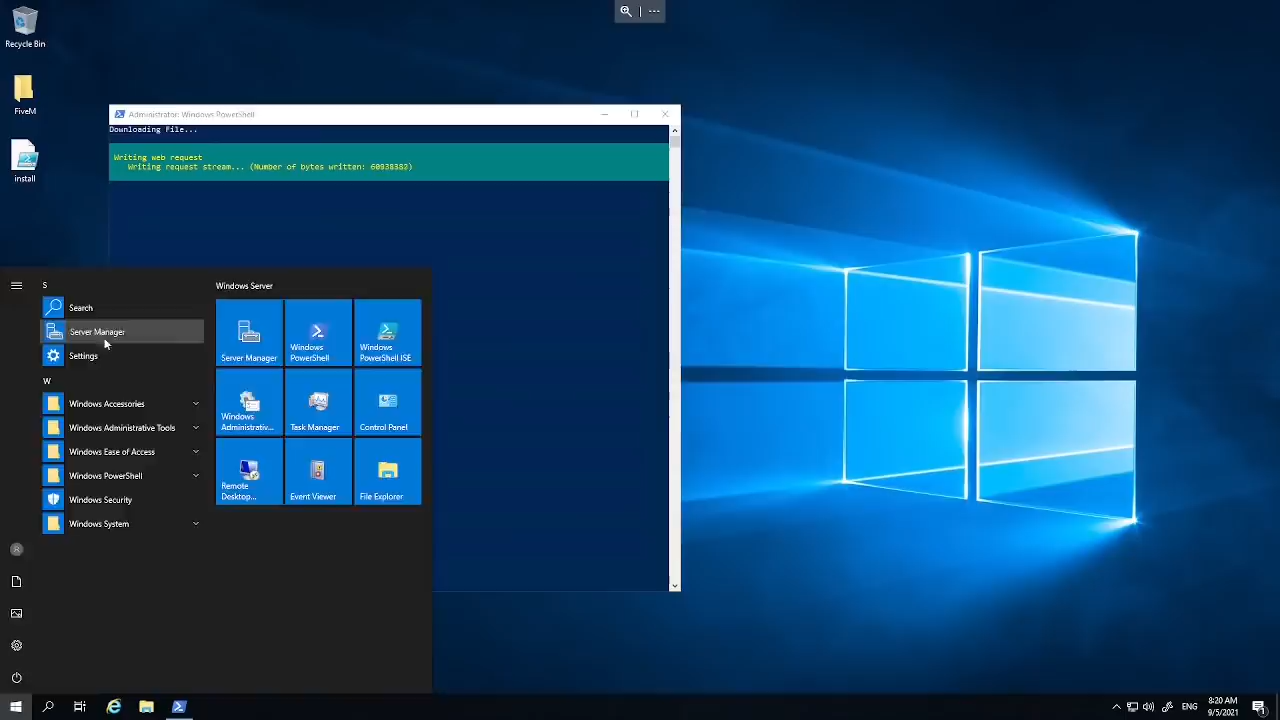 Recycle Bin
FiveM
install
Administrator: Windows PowerShell
Downloading File...
Writing web request
Writing request stream... (Number of bytes written: 60938382)
S
Search
Server Manager
Settings
W
Windows Accessories
Windows Administrative Tools
Windows Ease of Access
Windows PowerShell
Windows Security
Windows System
Windows Server
Server Manager
Windows
PowerShell
Windows
PowerShell ISE
Windows
Administrativ...
Task Manager
Control Panel
Remote
Desktop...
Event Viewer
File Explorer
ENG
8:20 AM
9/5/2021